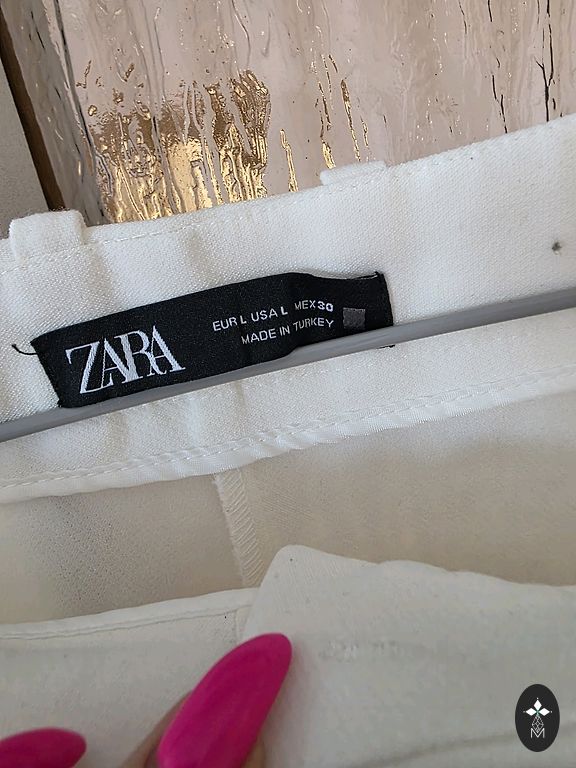 ZARA
EUR L USA L MEX 30
MADE IN TURKEY
M